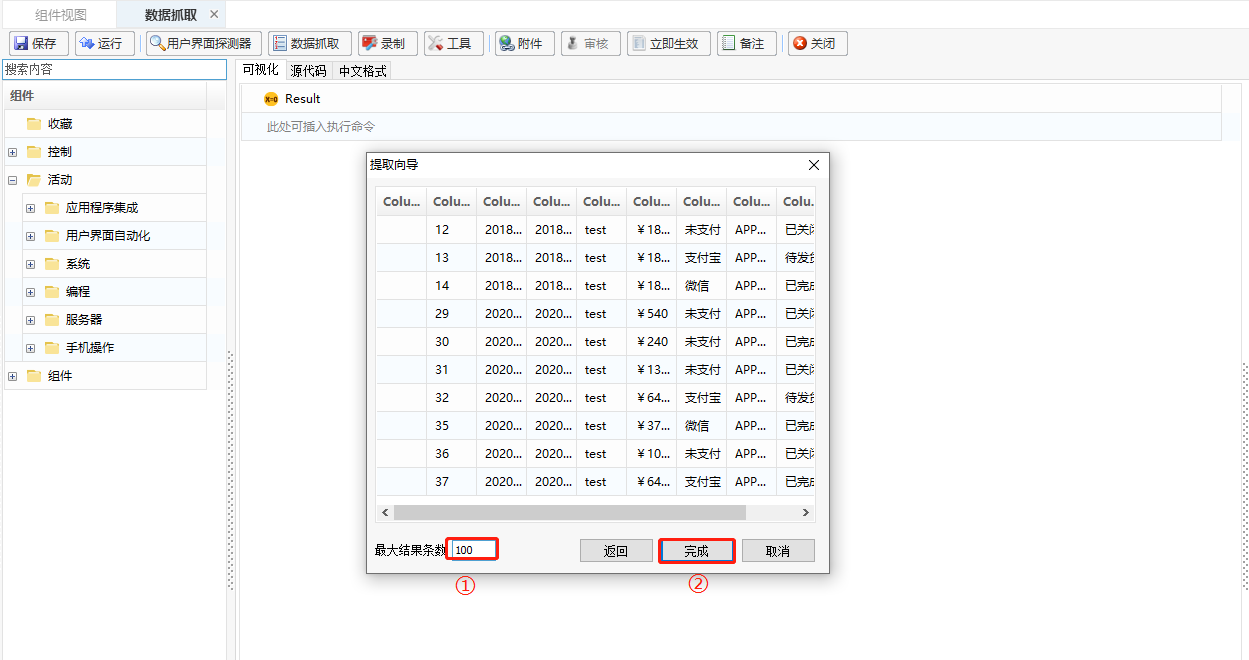 组件视图 数据抓取 ×
保存 运行 用户界面探测器 数据抓取 录制 工具 附件 审核 立即生效 备注 关闭
搜索内容 可视化 源代码 中文格式
组件
收藏
控制
活动
应用程序集成
用户界面自动化
系统
编程
服务器
手机操作
组件
x=0 Result
此处可插入执行命令
提取向导
Colu... Colu... Colu... Colu... Colu... Colu... Colu... Colu... Colu.
12 2018... 2018... test ￥18... 未支付 APP... 已关闭
13 2018... 2018... test ￥18... 支付宝 APP... 待发货
14 2018... 2018... test ￥18... 微信 APP... 已完成
29 2020... 2020... test ￥540 未支付 APP... 已关闭
30 2020... 2020... test ￥240 未支付 APP... 已完成
31 2020... 2020... test ￥13... 未支付 APP... 已关闭
32 2020... 2020... test ￥64... 支付宝 APP... 待发货
35 2020... 2020... test ￥37... 微信 APP... 已完成
36 2020... 2020... test ￥10... 未支付 APP... 已关闭
37 2020... 2020... test ￥64... 支付宝 APP... 已完成
最大结果条数 100 返回 完成 取消
① ②